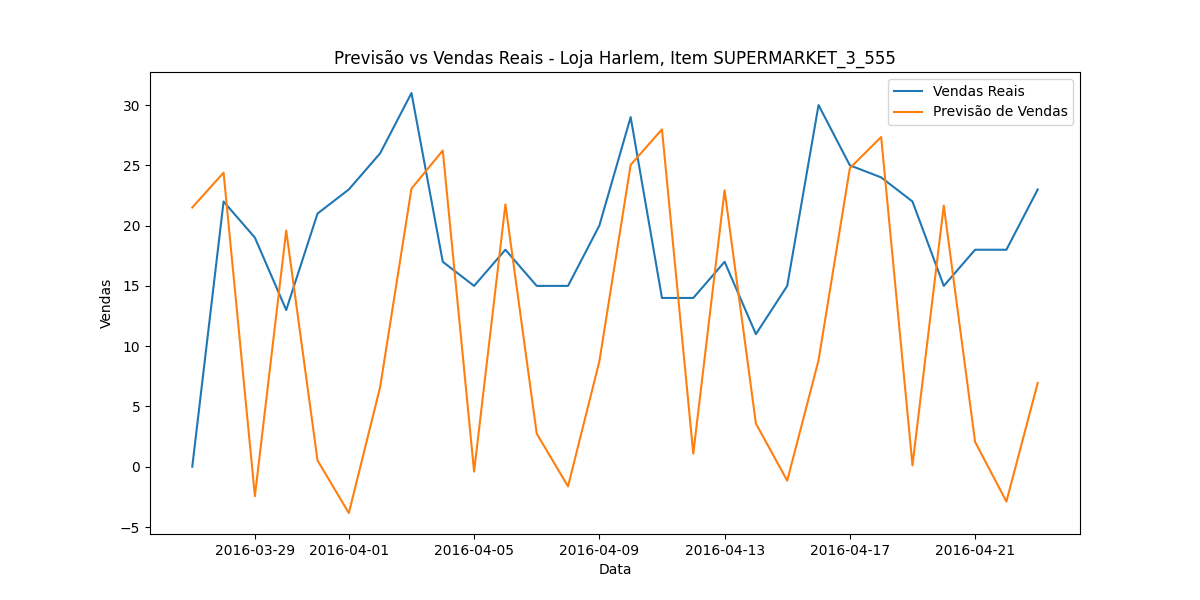 Previsão vs Vendas Reais - Loja Harlem, Item SUPERMARKET_3_555
Vendas Reais
Previsão de Vendas
Vendas
30
25
20
15
10
5
0
−5
2016-03-29 2016-04-01 2016-04-05 2016-04-09 2016-04-13 2016-04-17 2016-04-21
Data